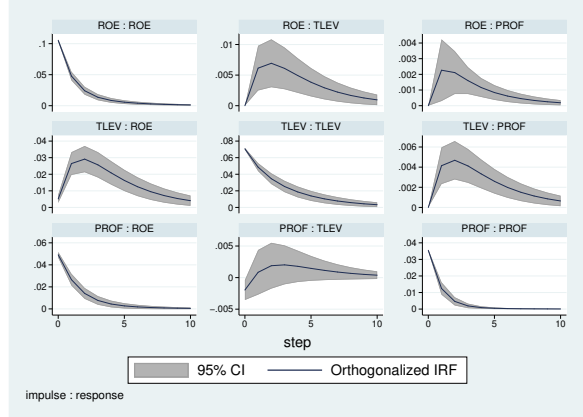 ROE : ROE
ROE : TLEV
ROE : PROF
.1
.05
0
.01
.005
0
.004
.003
.002
.001
0
TLEV : ROE
TLEV : TLEV
TLEV : PROF
.04
.03
.02
.01
0
.08
.06
.04
.02
0
.006
.004
.002
0
PROF : ROE
PROF : TLEV
PROF : PROF
.06
.04
.02
0
.005
0
-.005
.04
.03
.02
.01
0
0 5 10
0 5 10
0 5 10
step
95% CI
Orthogonalized IRF
impulse : response